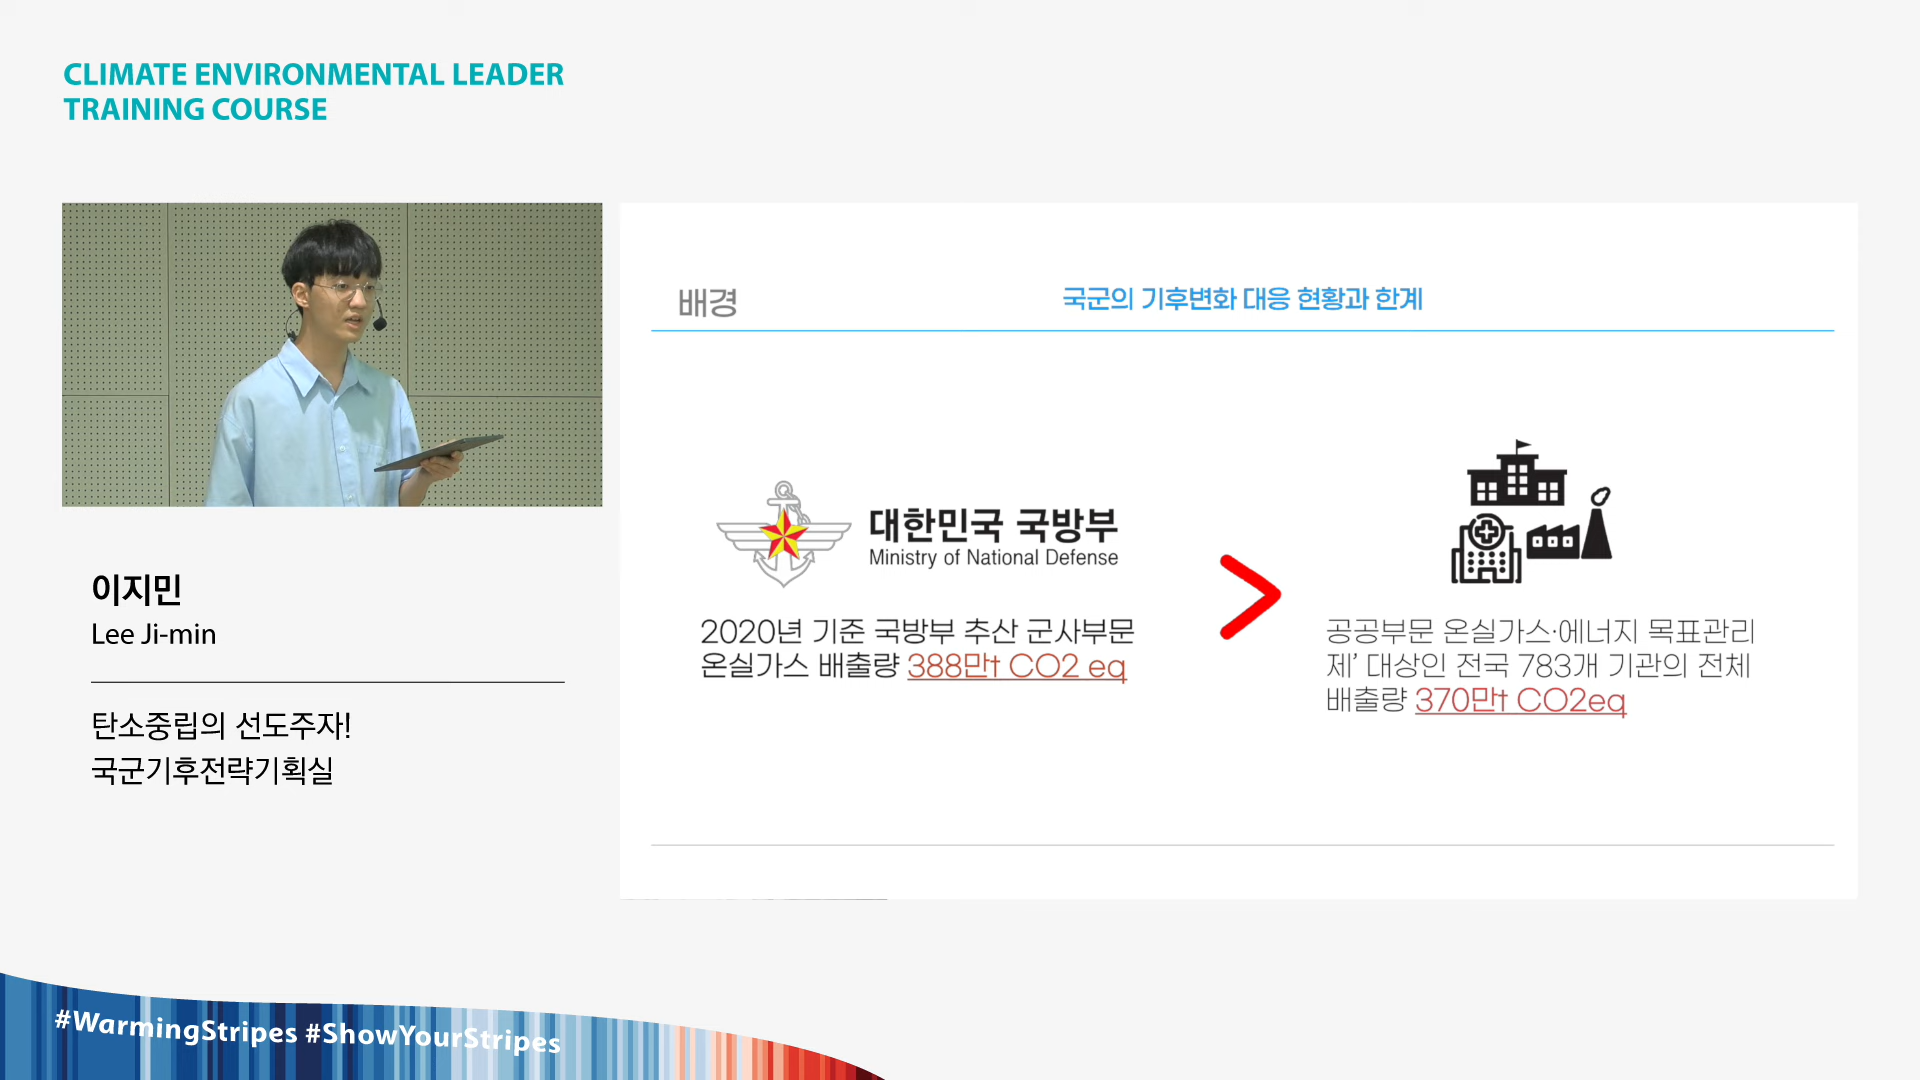 CLIMATE ENVIRONMENTAL LEADER
TRAINING COURSE
이지민
Lee Ji-min
탄소중립의 선도주자!
국군기후전략기획실
배경
국군의 기후변화 대응 현황과 한계
대한민국 국방부
Ministry of National Defense
2020년 기준 국방부 추산 군사부문
온실가스 배출량 388만t CO2 eq
>
공공부문 온실가스·에너지 목표관리
제’ 대상인 전국 783개 기관의 전체
배출량 370만t CO2eq
#WarmingStripes #ShowYourStripes